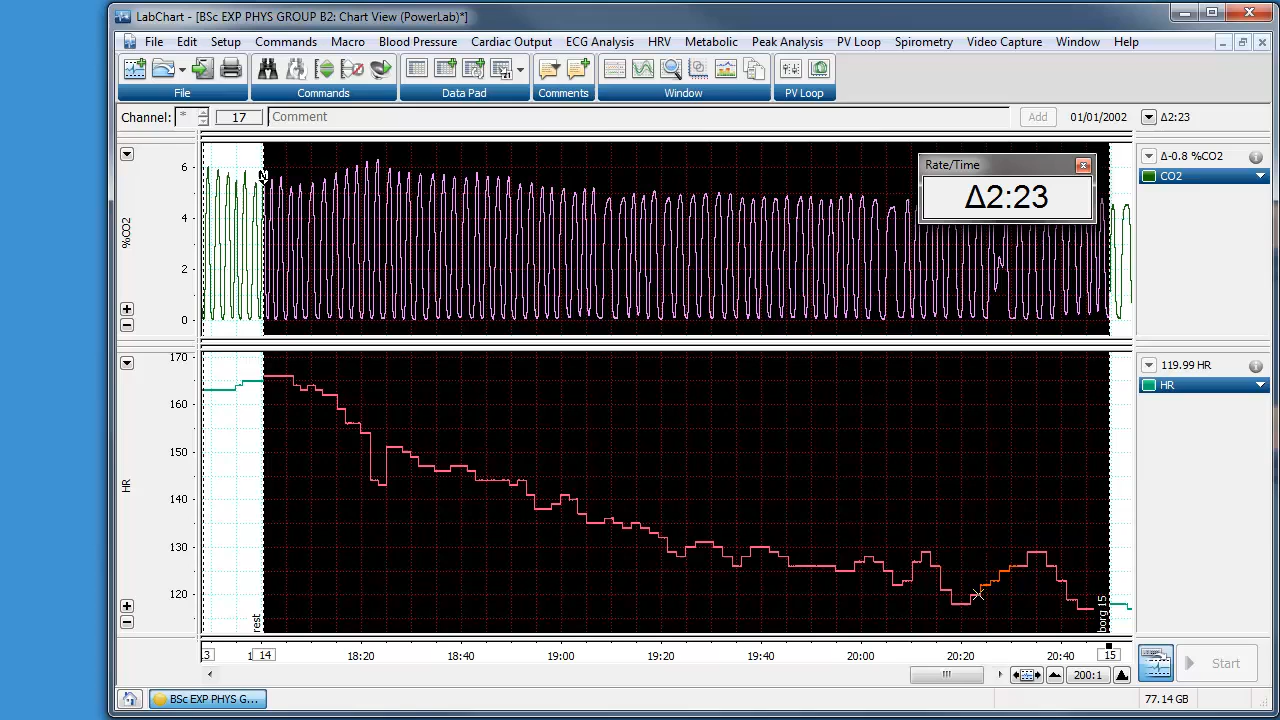 LabChart - [BSc EXP PHYS GROUP B2: Chart View (PowerLab)*]
File Edit Setup Commands Macro Blood Pressure Cardiac Output ECG Analysis HRV Metabolic Peak Analysis PV Loop Spirometry Video Capture Window Help
File Commands Data Pad Comments Window PV Loop
Channel: * 17 Comment Add 01/01/2002 Δ2:23
Rate/Time
Δ2:23
Δ-0.8 %CO2
CO2
6
4
2
0
%CO2
119.99 HR
HR
170
160
150
140
130
120
HR
rest
borg 15
3 1 14 18:20 18:40 19:00 19:20 19:40 20:00 20:20 20:40 15
200:1
Start
BSc EXP PHYS G...
77.14 GB